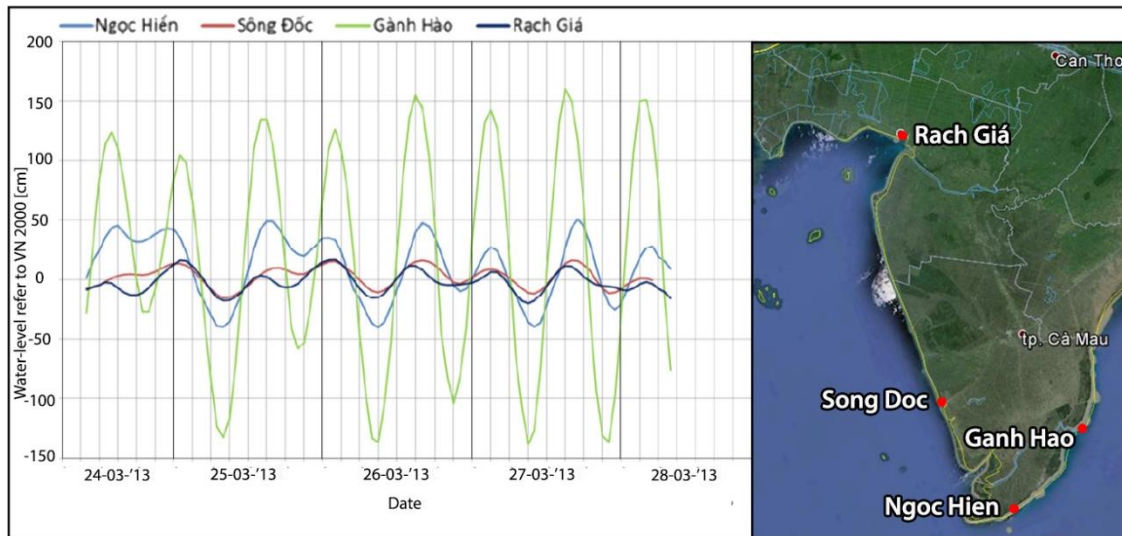 Ngọc Hiển Sông Đốc Gành Hào Rạch Giá
Water-level refer to VN 2000 [cm]
200
150
100
50
0
-50
-100
-150
24-03-'13 25-03-'13 26-03-'13 27-03-'13 28-03-'13
Date
Can Tho
Rach Giá
tp. Cà Mau
Song Doc
Ganh Hao
Ngoc Hien